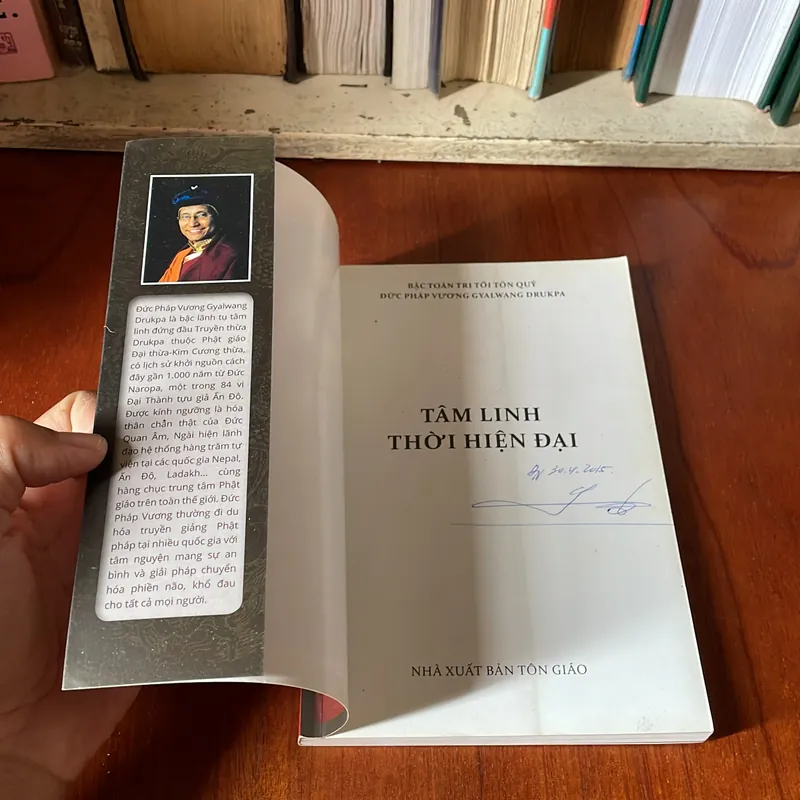 Đức Pháp Vương Gyalwang
Drukpa là bậc lãnh tụ tâm
linh đứng đầu Truyền thừa
Drukpa thuộc Phật giáo
Đại thừa-Kim Cương thừa,
có lịch sử khởi nguồn cách
đây gần 1.000 năm từ Đức
Naropa, một trong 84 vị
Đại Thành tựu giả Ấn Độ.
Được kính ngưỡng là hóa
thân chân thật của Đức
Quan Âm, Ngài hiện lãnh
đạo hệ thống hàng trăm tự
viện tại các quốc gia Nepal,
Ấn Độ, Ladakh... cùng
hàng chục trung tâm Phật
giáo trên toàn thế giới. Đức
Pháp Vương thường đi du
hóa truyền giảng Phật
pháp tại nhiều quốc gia với
tâm nguyện mang sự an
bình và giải pháp chuyển
hóa phiền não, khổ đau
cho tất cả mọi người.
BẬC TOÀN TRI TÔI TÔN QUÝ
ĐỨC PHÁP VƯƠNG GYALWANG DRUKPA
TÂM LINH
THỜI HIỆN ĐẠI
30.4.2015.
NHÀ XUẤT BẢN TÔN GIÁO